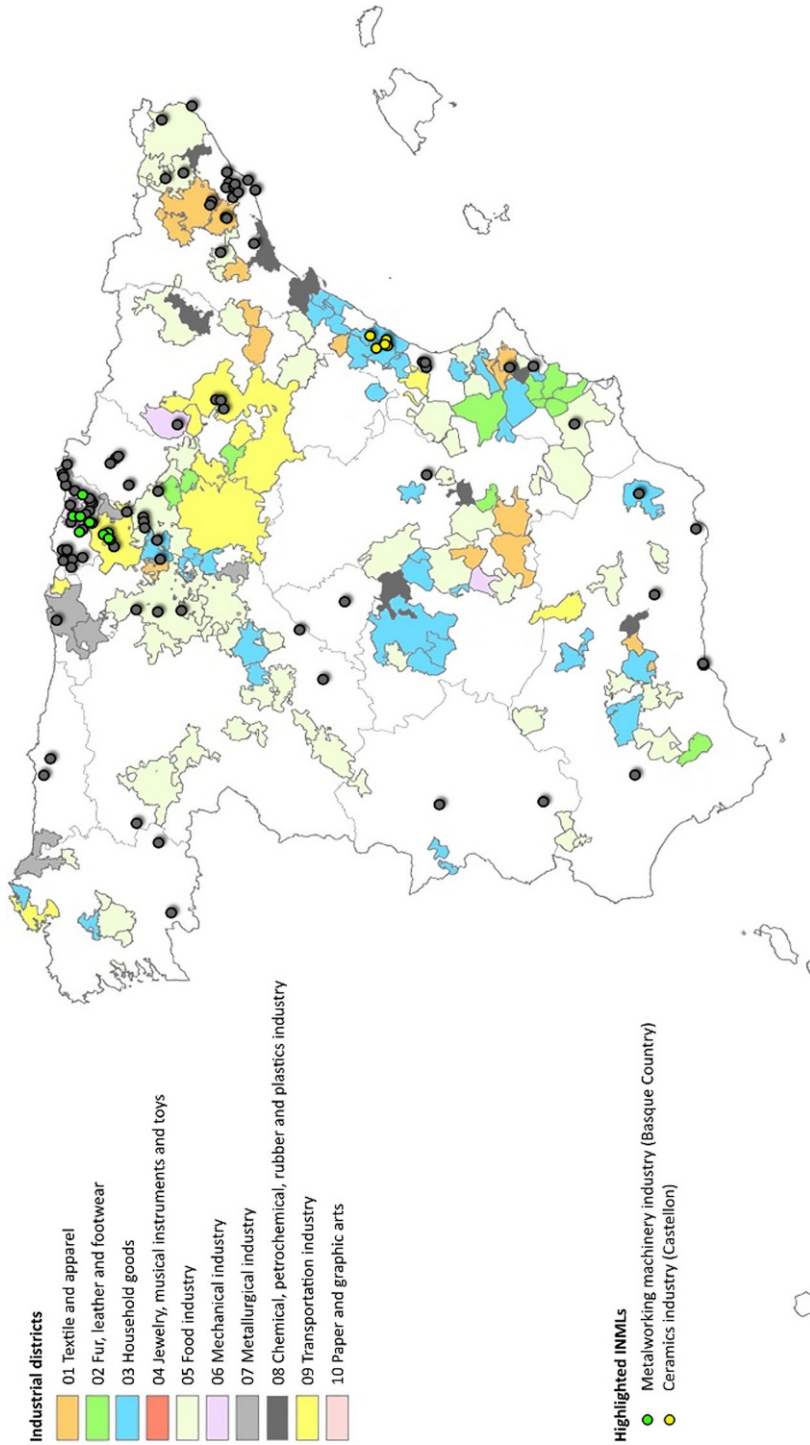 Industrial districts
01 Textile and apparel
02 Fur, leather and footwear
03 Household goods
04 Jewelry, musical instruments and toys
05 Food industry
06 Mechanical industry
07 Metallurgical industry
08 Chemical, petrochemical, rubber and plastics industry
09 Transportation industry
10 Paper and graphic arts
Highlighted INMLs
Metalworking machinery industry (Basque Country)
Ceramics industry (Castellon)